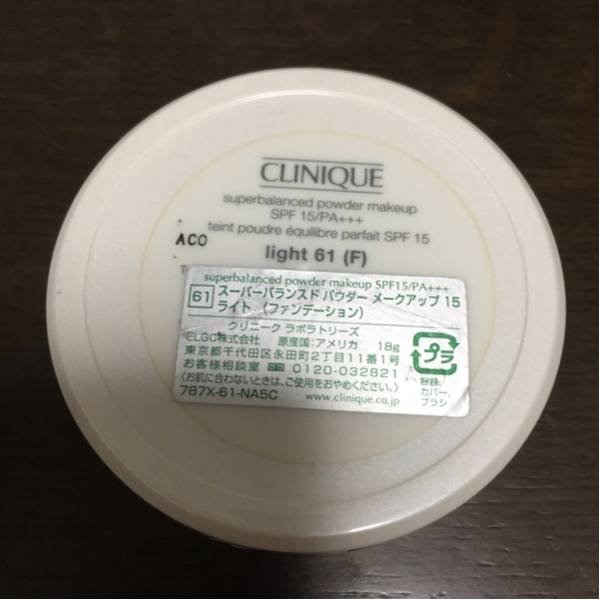 CLINIQUE
superbalanced powder makeup
SPF 15/PA+++
teint poudre équilibre parfait SPF 15
ACO
light 61 (F)
superbalanced powder makeup SPF15/PA+++
61 スーパーバランスド パウダー メークアップ 15
ライト 〈ファンデーション〉
クリニーク ラボラトリーズ
ELGC株式会社 原産国:アメリカ 18g
東京都千代田区永田町2丁目11番1号
お客様相談室 0120-032821
〈お肌に合わないときは、ご使用をおやめください。〉
787X-61-NA5C www.clinique.co.jp
プラ
容器、
カバー、
ブラシ